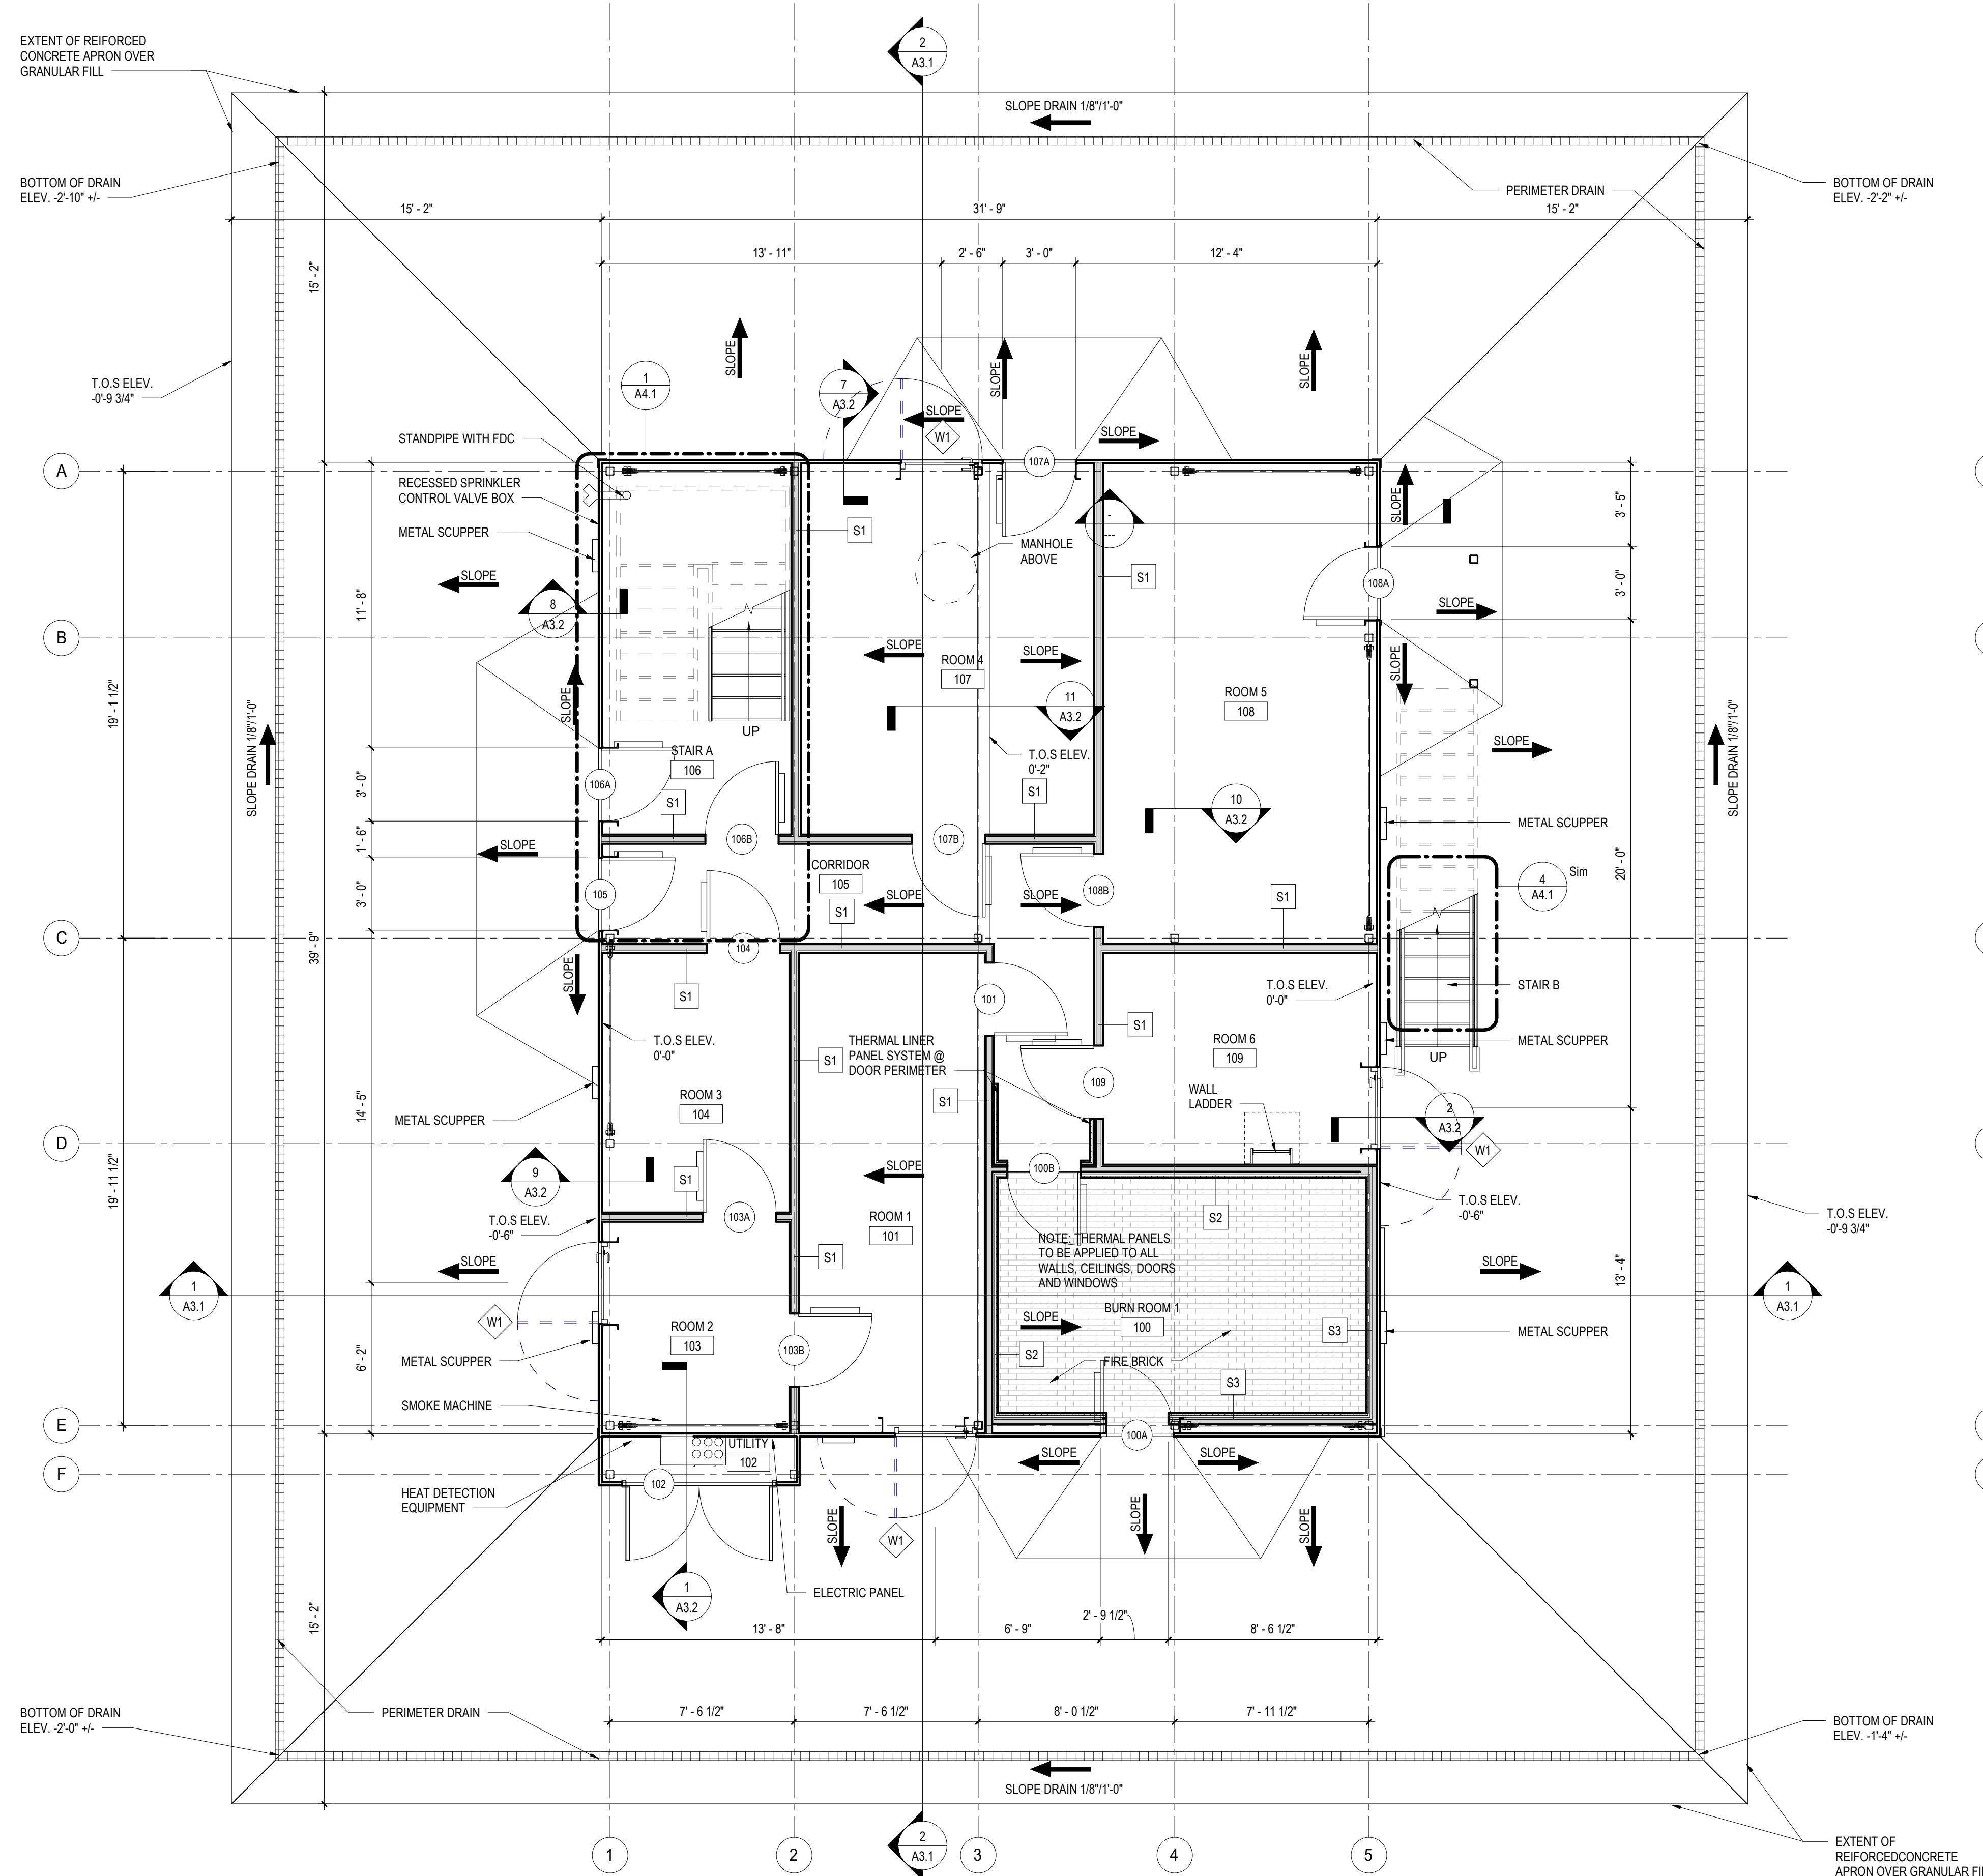 2
A3.1
EXTENT OF REIFORCED
CONCRETE APRON OVER
GRANULAR FILL
SLOPE DRAIN 1/8"/1'-0"
BOTTOM OF DRAIN
ELEV. -2'-10" +/-
PERIMETER DRAIN
BOTTOM OF DRAIN
ELEV. -2'-2" +/-
15' - 2"
31' - 9"
15' - 2"
13' - 11"
2' - 6"
3' - 0"
12' - 4"
15' - 2"
SLOPE
SLOPE
SLOPE
T.O.S ELEV.
-0'-9 3/4"
1
A4.1
7
A3.2
SLOPE
W1
SLOPE
STANDPIPE WITH FDC
107A
A
RECESSED SPRINKLER
CONTROL VALVE BOX
METAL SCUPPER
S1
MANHOLE
ABOVE
-
---
SLOPE
3' - 5"
S1
SLOPE
108A
3' - 0"
8
A3.2
11' - 8"
SLOPE
B
SLOPE
SLOPE
ROOM 4
107
SLOPE
ROOM 5
108
11
A3.2
SLOPE
19' - 1 1/2"
UP
SLOPE DRAIN 1/8"/1'-0"
STAIR A
106
T.O.S ELEV.
0'-2"
SLOPE
SLOPE DRAIN 1/8"/1'-0"
106A
3' - 0"
S1
S1
10
A3.2
METAL SCUPPER
1' - 6"
106B
107B
SLOPE
CORRIDOR
105
20' - 0"
4
A4.1
Sim
105
3' - 0"
S1
SLOPE
SLOPE
108B
S1
C
104
39' - 9"
SLOPE
S1
101
T.O.S ELEV.
0'-0"
STAIR B
T.O.S ELEV.
0'-0"
THERMAL LINER
PANEL SYSTEM @
DOOR PERIMETER
S1
S1
ROOM 6
109
METAL SCUPPER
UP
109
ROOM 3
104
S1
WALL
LADDER
METAL SCUPPER
14' - 5"
2
A3.2
W1
D
9
A3.2
S1
SLOPE
100B
19' - 11 1/2"
T.O.S ELEV.
-0'-6"
103A
ROOM 1
101
S2
T.O.S ELEV.
-0'-6"
T.O.S ELEV.
-0'-9 3/4"
NOTE: THERMAL PANELS
TO BE APPLIED TO ALL
WALLS, CEILINGS, DOORS
AND WINDOWS
S1
SLOPE
SLOPE
13' - 4"
1
A3.1
1
A3.1
W1
ROOM 2
103
SLOPE
BURN ROOM 1
100
S3
METAL SCUPPER
METAL SCUPPER
6' - 2"
103B
S2
FIRE BRICK
S3
SMOKE MACHINE
E
100A
UTILITY
102
SLOPE
SLOPE
F
102
HEAT DETECTION
EQUIPMENT
SLOPE
SLOPE
SLOPE
W1
1
A3.2
ELECTRIC PANEL
15' - 2"
13' - 8"
6' - 9"
2' - 9 1/2"
8' - 6 1/2"
BOTTOM OF DRAIN
ELEV. -2'-0" +/-
PERIMETER DRAIN
7' - 6 1/2"
7' - 6 1/2"
8' - 0 1/2"
7' - 11 1/2"
BOTTOM OF DRAIN
ELEV. -1'-4" +/-
SLOPE DRAIN 1/8"/1'-0"
1
2
2
A3.1
3
4
5
EXTENT OF
REIFORCEDCONCRETE
APRON OVER GRANULAR